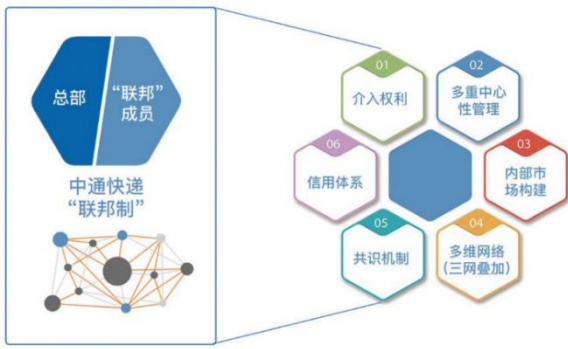 总部
“联邦”
成员
中通快递
“联邦制”
01
介入权利
02
多重中心
性管理
03
内部市
场构建
04
多维网络
(三网叠加)
05
共识机制
06
信用体系